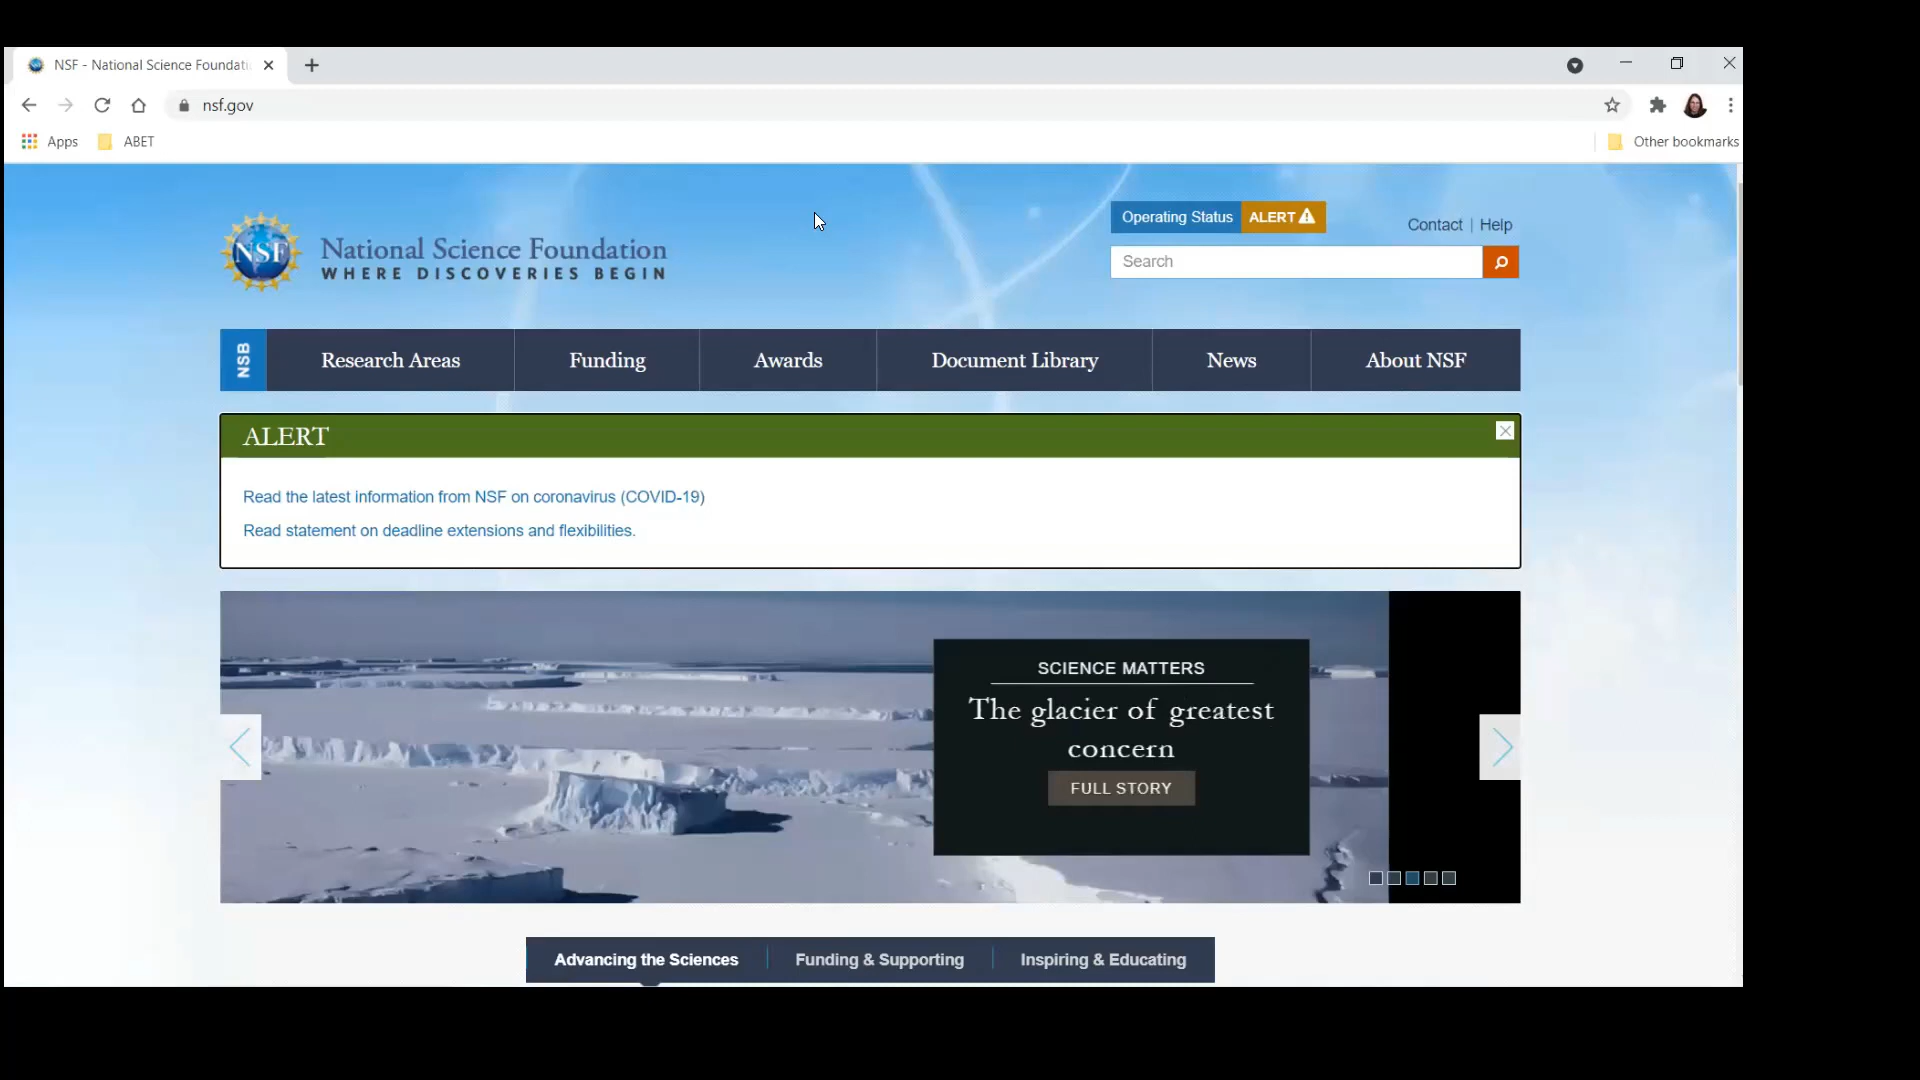 NSF - National Science Foundati
nsf.gov
Apps
ABET
Other bookmarks
Operating Status
ALERT
Contact | Help
NSF
National Science Foundation
WHERE DISCOVERIES BEGIN
Search
NSB
Research Areas
Funding
Awards
Document Library
News
About NSF
ALERT
Read the latest information from NSF on coronavirus (COVID-19)
Read statement on deadline extensions and flexibilities.
SCIENCE MATTERS
The glacier of greatest
concern
FULL STORY
Advancing the Sciences
Funding & Supporting
Inspiring & Educating